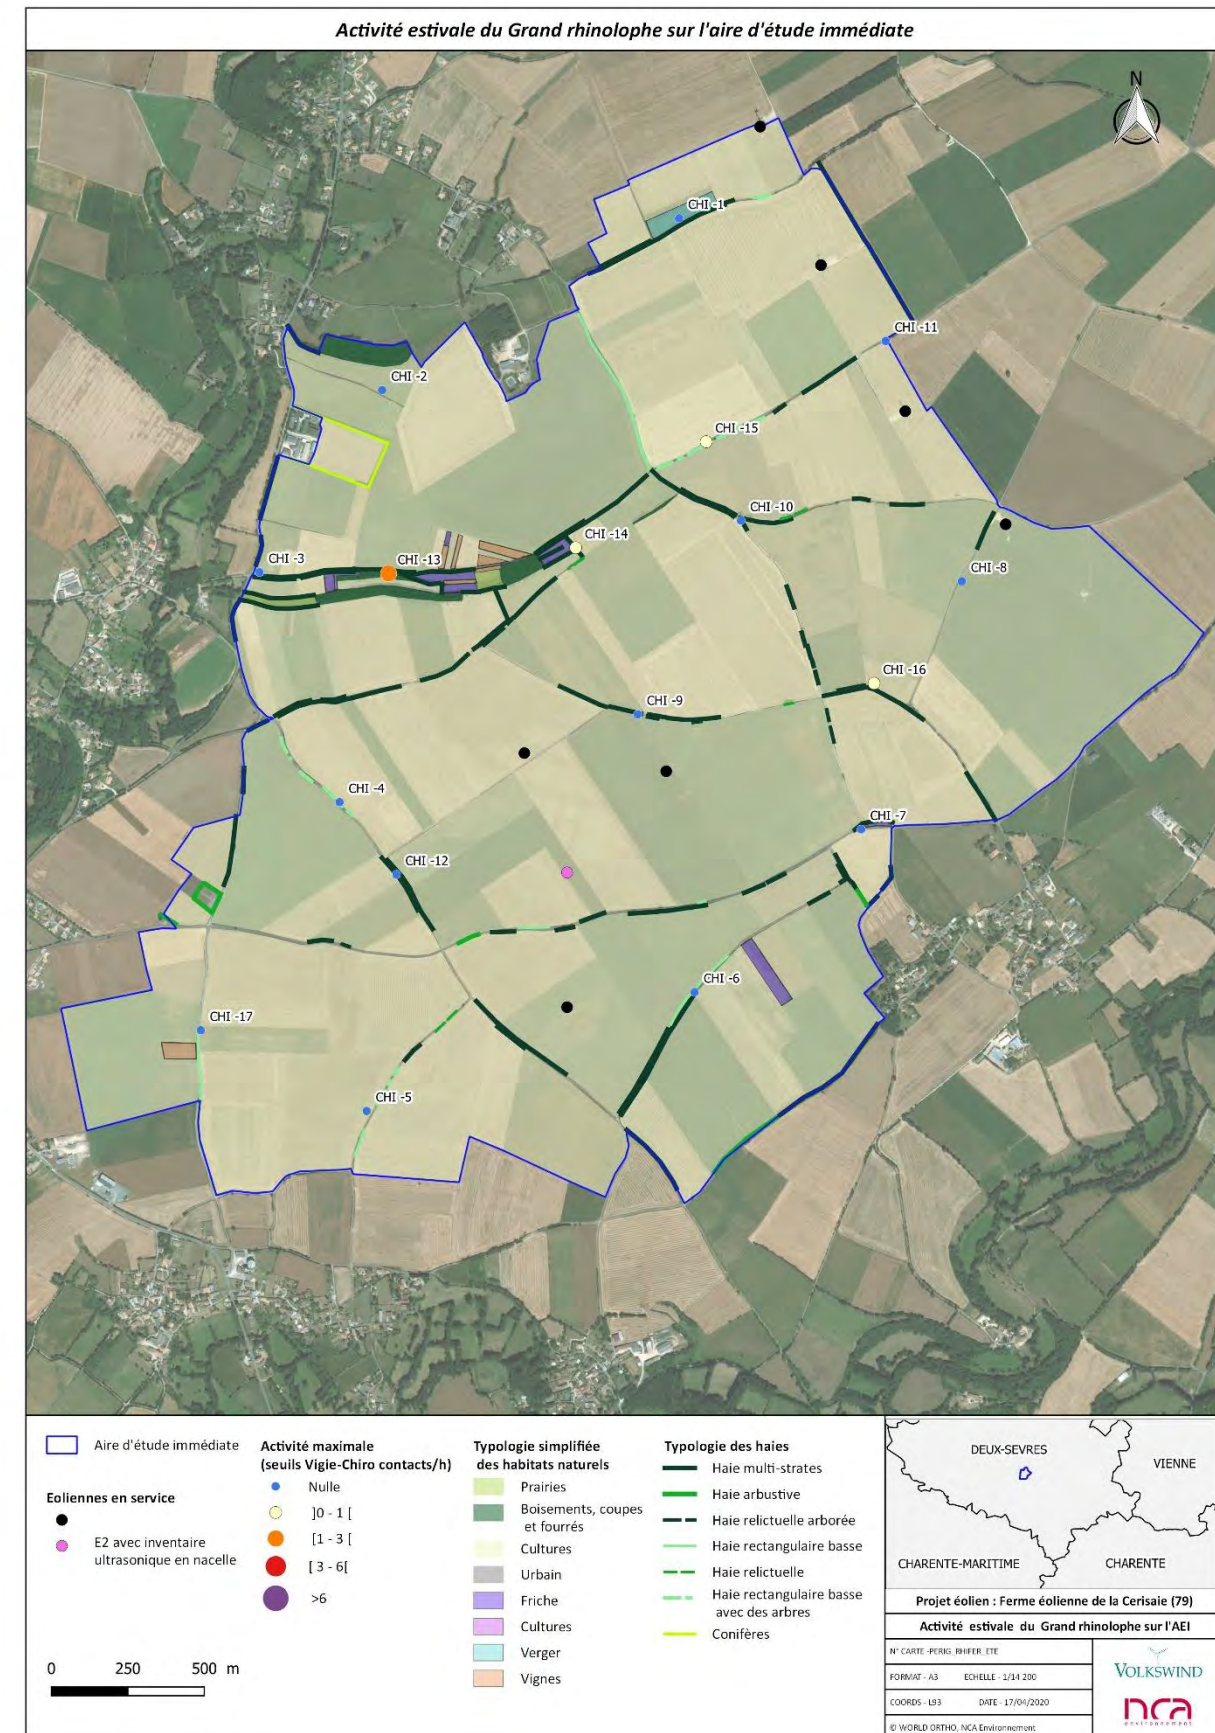 Activité estivale du Grand rhinolophe sur l'aire d'étude immédiate
N
CHI -1
CHI -11
CHI -2
CHI -15
CHI -10
CHI -14
CHI -3
CHI -13
CHI -8
CHI -16
CHI -9
CHI -4
CHI -7
CHI -12
CHI -6
CHI -17
CHI -5
Aire d'étude immédiate
Eoliennes en service
E2 avec inventaire
ultrasonique en nacelle
0 250 500 m
Activité maximale
(seuils Vigie-Chiro contacts/h)
Nulle
]0 - 1 [
[1 - 3 [
[ 3 - 6[
>6
Typologie simplifiée
des habitats naturels
Prairies
Boisements, coupes
et fourrés
Cultures
Urbain
Friche
Cultures
Verger
Vignes
Typologie des haies
Haie multi-strates
Haie arbustive
Haie relictuelle arborée
Haie rectangulaire basse
Haie relictuelle
Haie rectangulaire basse
avec des arbres
Conifères
DEUX-SEVRES
VIENNE
CHARENTE-MARITIME
CHARENTE
Projet éolien : Ferme éolienne de la Cerisaie (79)
Activité estivale du Grand rhinolophe sur l'AEI
N° CARTE -PERIG_RHIFER_ETE
FORMAT - A3 ECHELLE - 1/14 200
COORDS - L93 DATE - 17/04/2020
© WORLD ORTHO, NCA Environnement
VOLKSWIND
nca
environnement